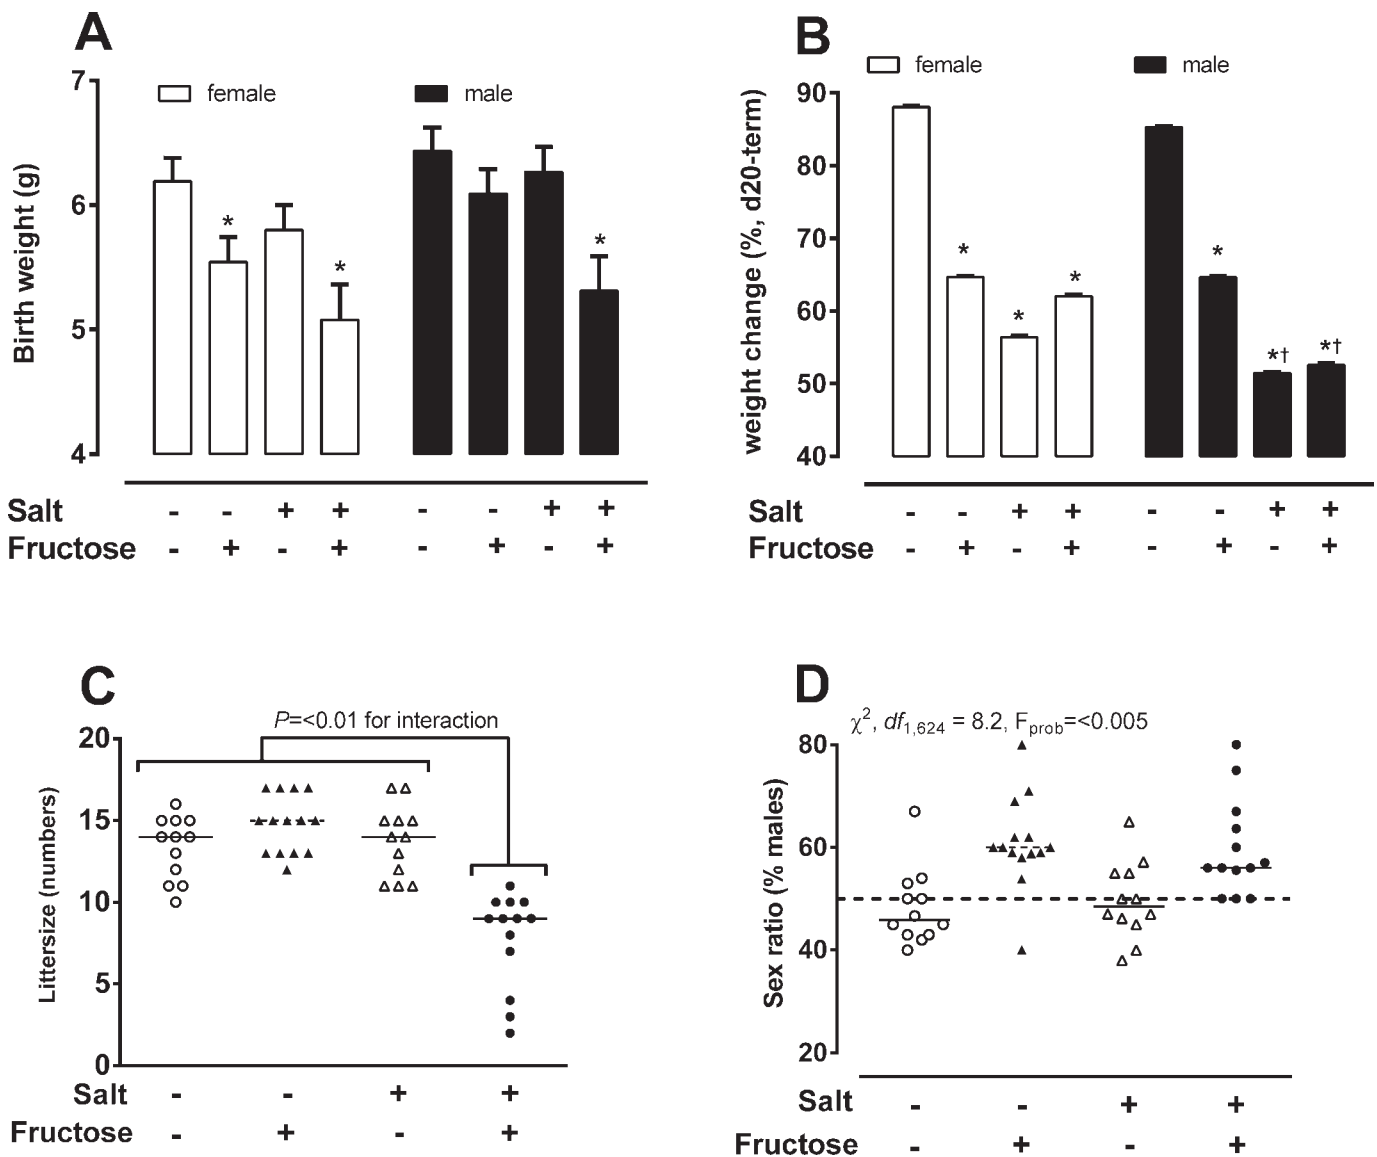 A
7
female
male
6
5
4
Birth weight (g)
*
*
*
Salt - - + + - - + +
Fructose - + - + - + - +
B
female
male
90
80
70
60
50
40
weight change (%, d20-term)
*
*
*
*
*†
*†
Salt - - + + - - + +
Fructose - + - + - + - +
C
P=<0.01 for interaction
20
15
10
5
0
Littersize (numbers)
Salt - - + +
Fructose - + - +
D
χ², df1,624 = 8.2, Fprob=<0.005
80
60
40
20
Sex ratio (% males)
Salt - - + +
Fructose - + - +